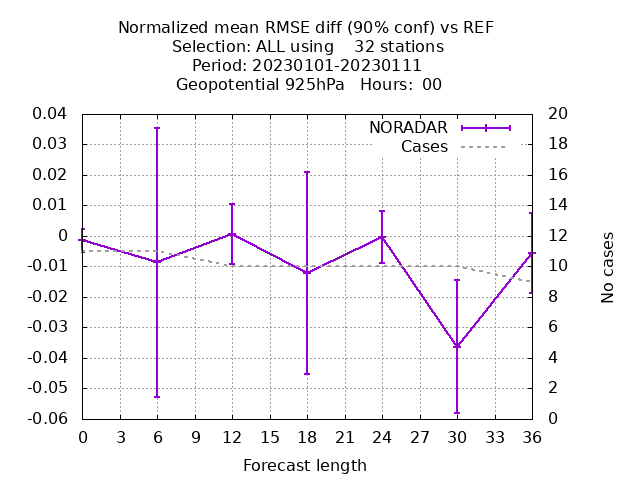 Normalized mean RMSE diff (90% conf) vs REF
Selection: ALL using 32 stations
Period: 20230101-20230111
Geopotential 925hPa Hours: 00
NORADAR
Cases
0.04
0.03
0.02
0.01
0
-0.01
-0.02
-0.03
-0.04
-0.05
-0.06
20
18
16
14
12
10
8
6
4
2
0
No cases
0 3 6 9 12 15 18 21 24 27 30 33 36
Forecast length